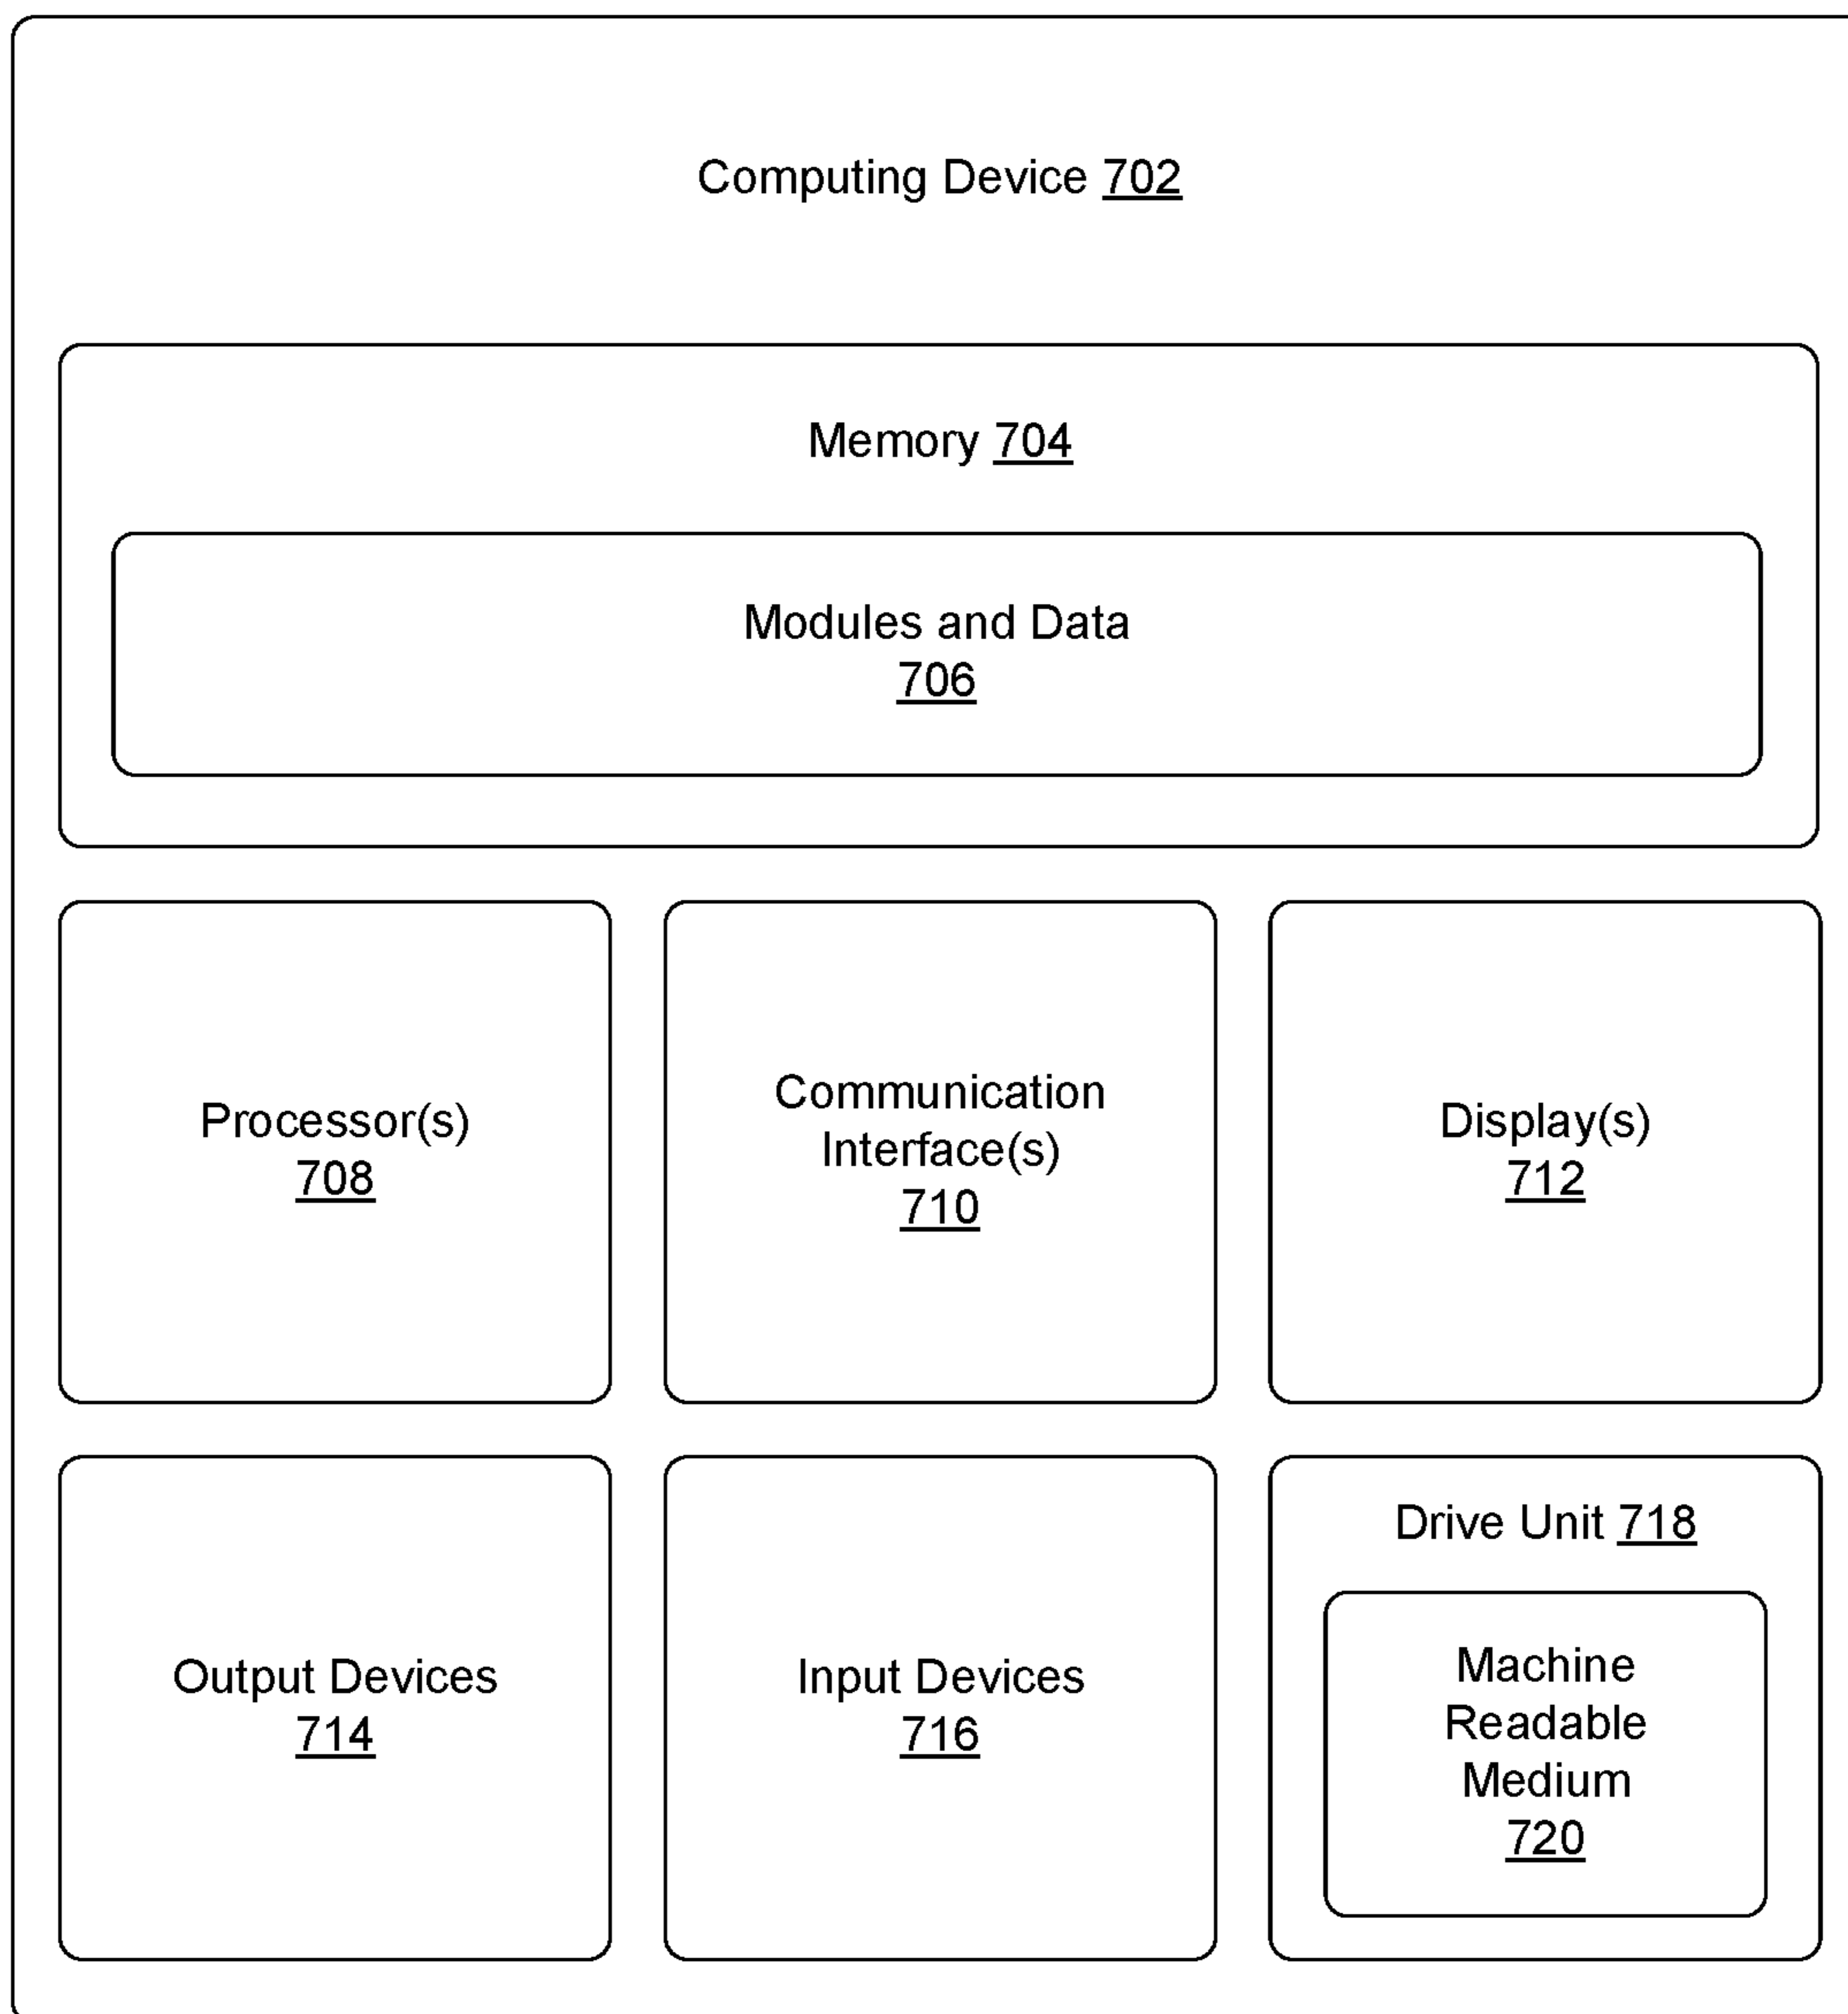 Computing Device 702
Memory 704
Modules and Data
706
Processor(s)
708
Communication
Interface(s)
710
Display(s)
712
Output Devices
714
Input Devices
716
Drive Unit 718
Machine
Readable
Medium
720